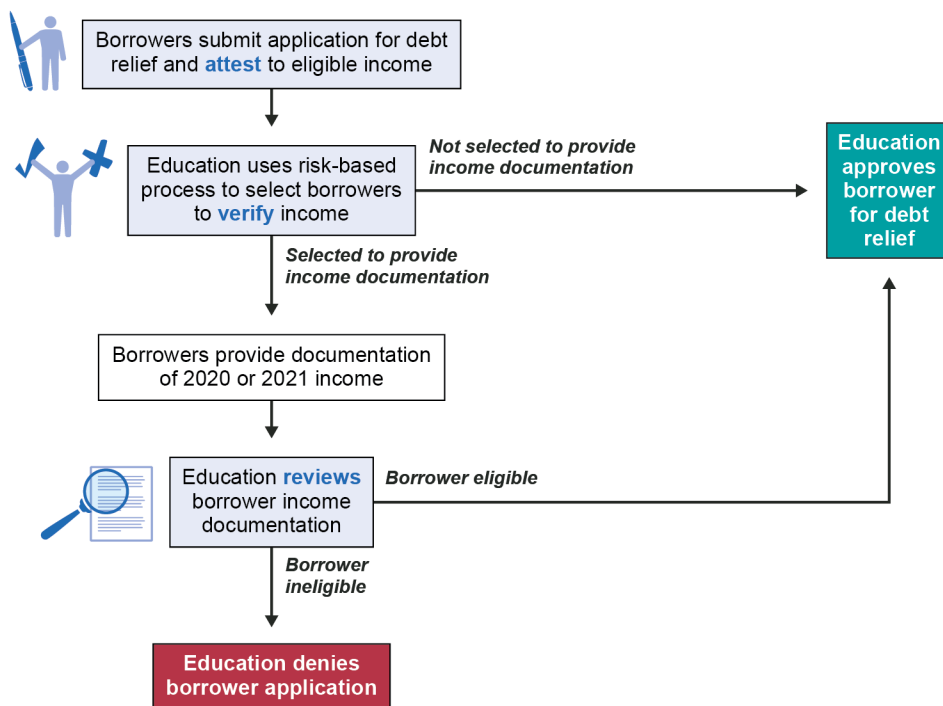 Borrowers submit application for debt
relief and attest to eligible income
Education uses risk-based
process to select borrowers
to verify income
Not selected to provide
income documentation
Education
approves
borrower
for debt
relief
Selected to provide
income documentation
Borrowers provide documentation
of 2020 or 2021 income
Education reviews
borrower income
documentation
Borrower eligible
Borrower
ineligible
Education denies
borrower application